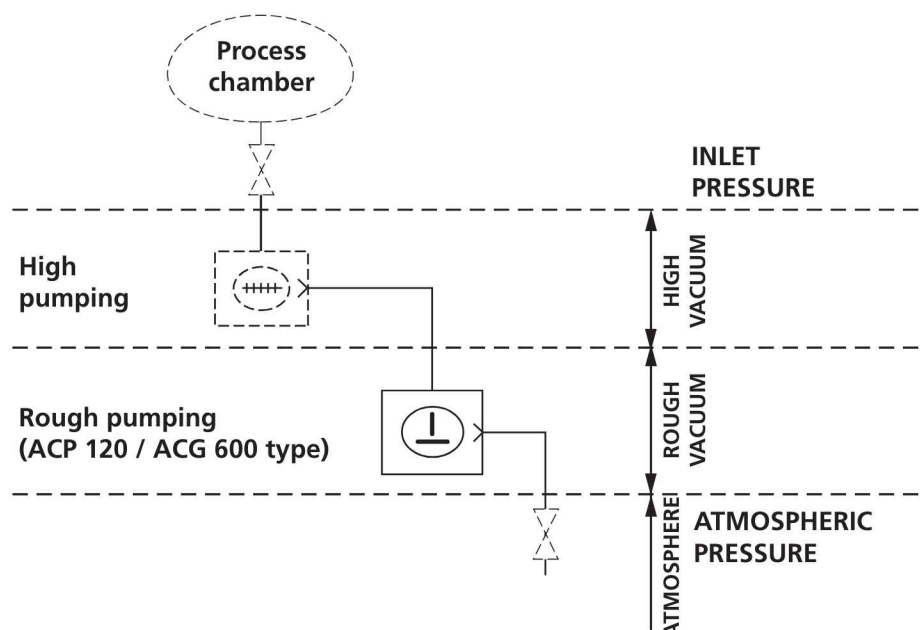 Process
chamber
INLET
PRESSURE
High
pumping
HIGH
VACUUM
Rough pumping
(ACP 120 / ACG 600 type)
ROUGH
VACUUM
ATMOSPHERE
ATMOSPHERIC
PRESSURE